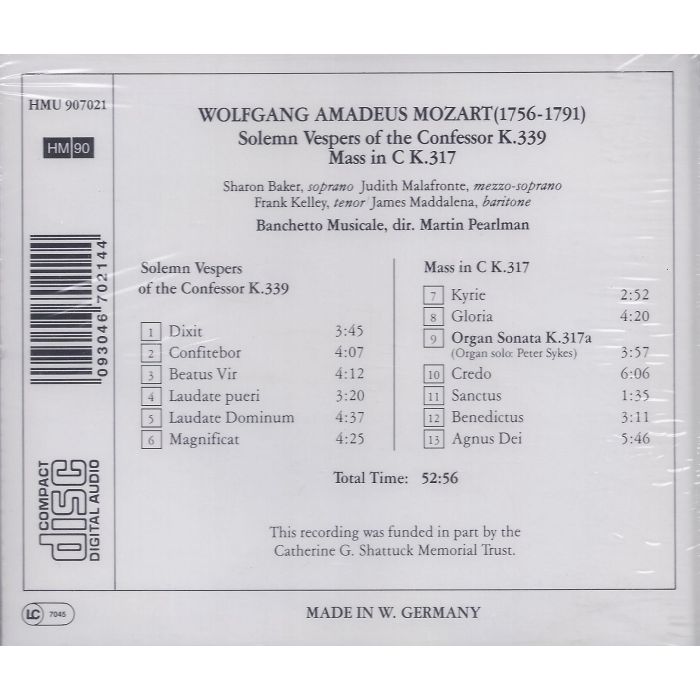 HMU 907021
HM 90
WOLFGANG AMADEUS MOZART(1756-1791)
Solemn Vespers of the Confessor K.339
Mass in C K.317
Sharon Baker, soprano Judith Malafronte, mezzo-soprano
Frank Kelley, tenor James Maddalena, baritone
Banchetto Musicale, dir. Martin Pearlman
Solemn Vespers
of the Confessor K.339
1 Dixit 3:45
2 Confitebor 4:07
3 Beatus Vir 4:12
4 Laudate pueri 3:20
5 Laudate Dominum 4:37
6 Magnificat 4:25
Mass in C K.317
7 Kyrie 2:52
8 Gloria 4:20
9 Organ Sonata K.317a
(Organ solo: Peter Sykes) 3:57
10 Credo 6:06
11 Sanctus 1:35
12 Benedictus 3:11
13 Agnus Dei 5:46
Total Time: 52:56
This recording was funded in part by the
Catherine G. Shattuck Memorial Trust.
093046 702144
COMPACT
disc
DIGITAL AUDIO
LC 7045
MADE IN W. GERMANY